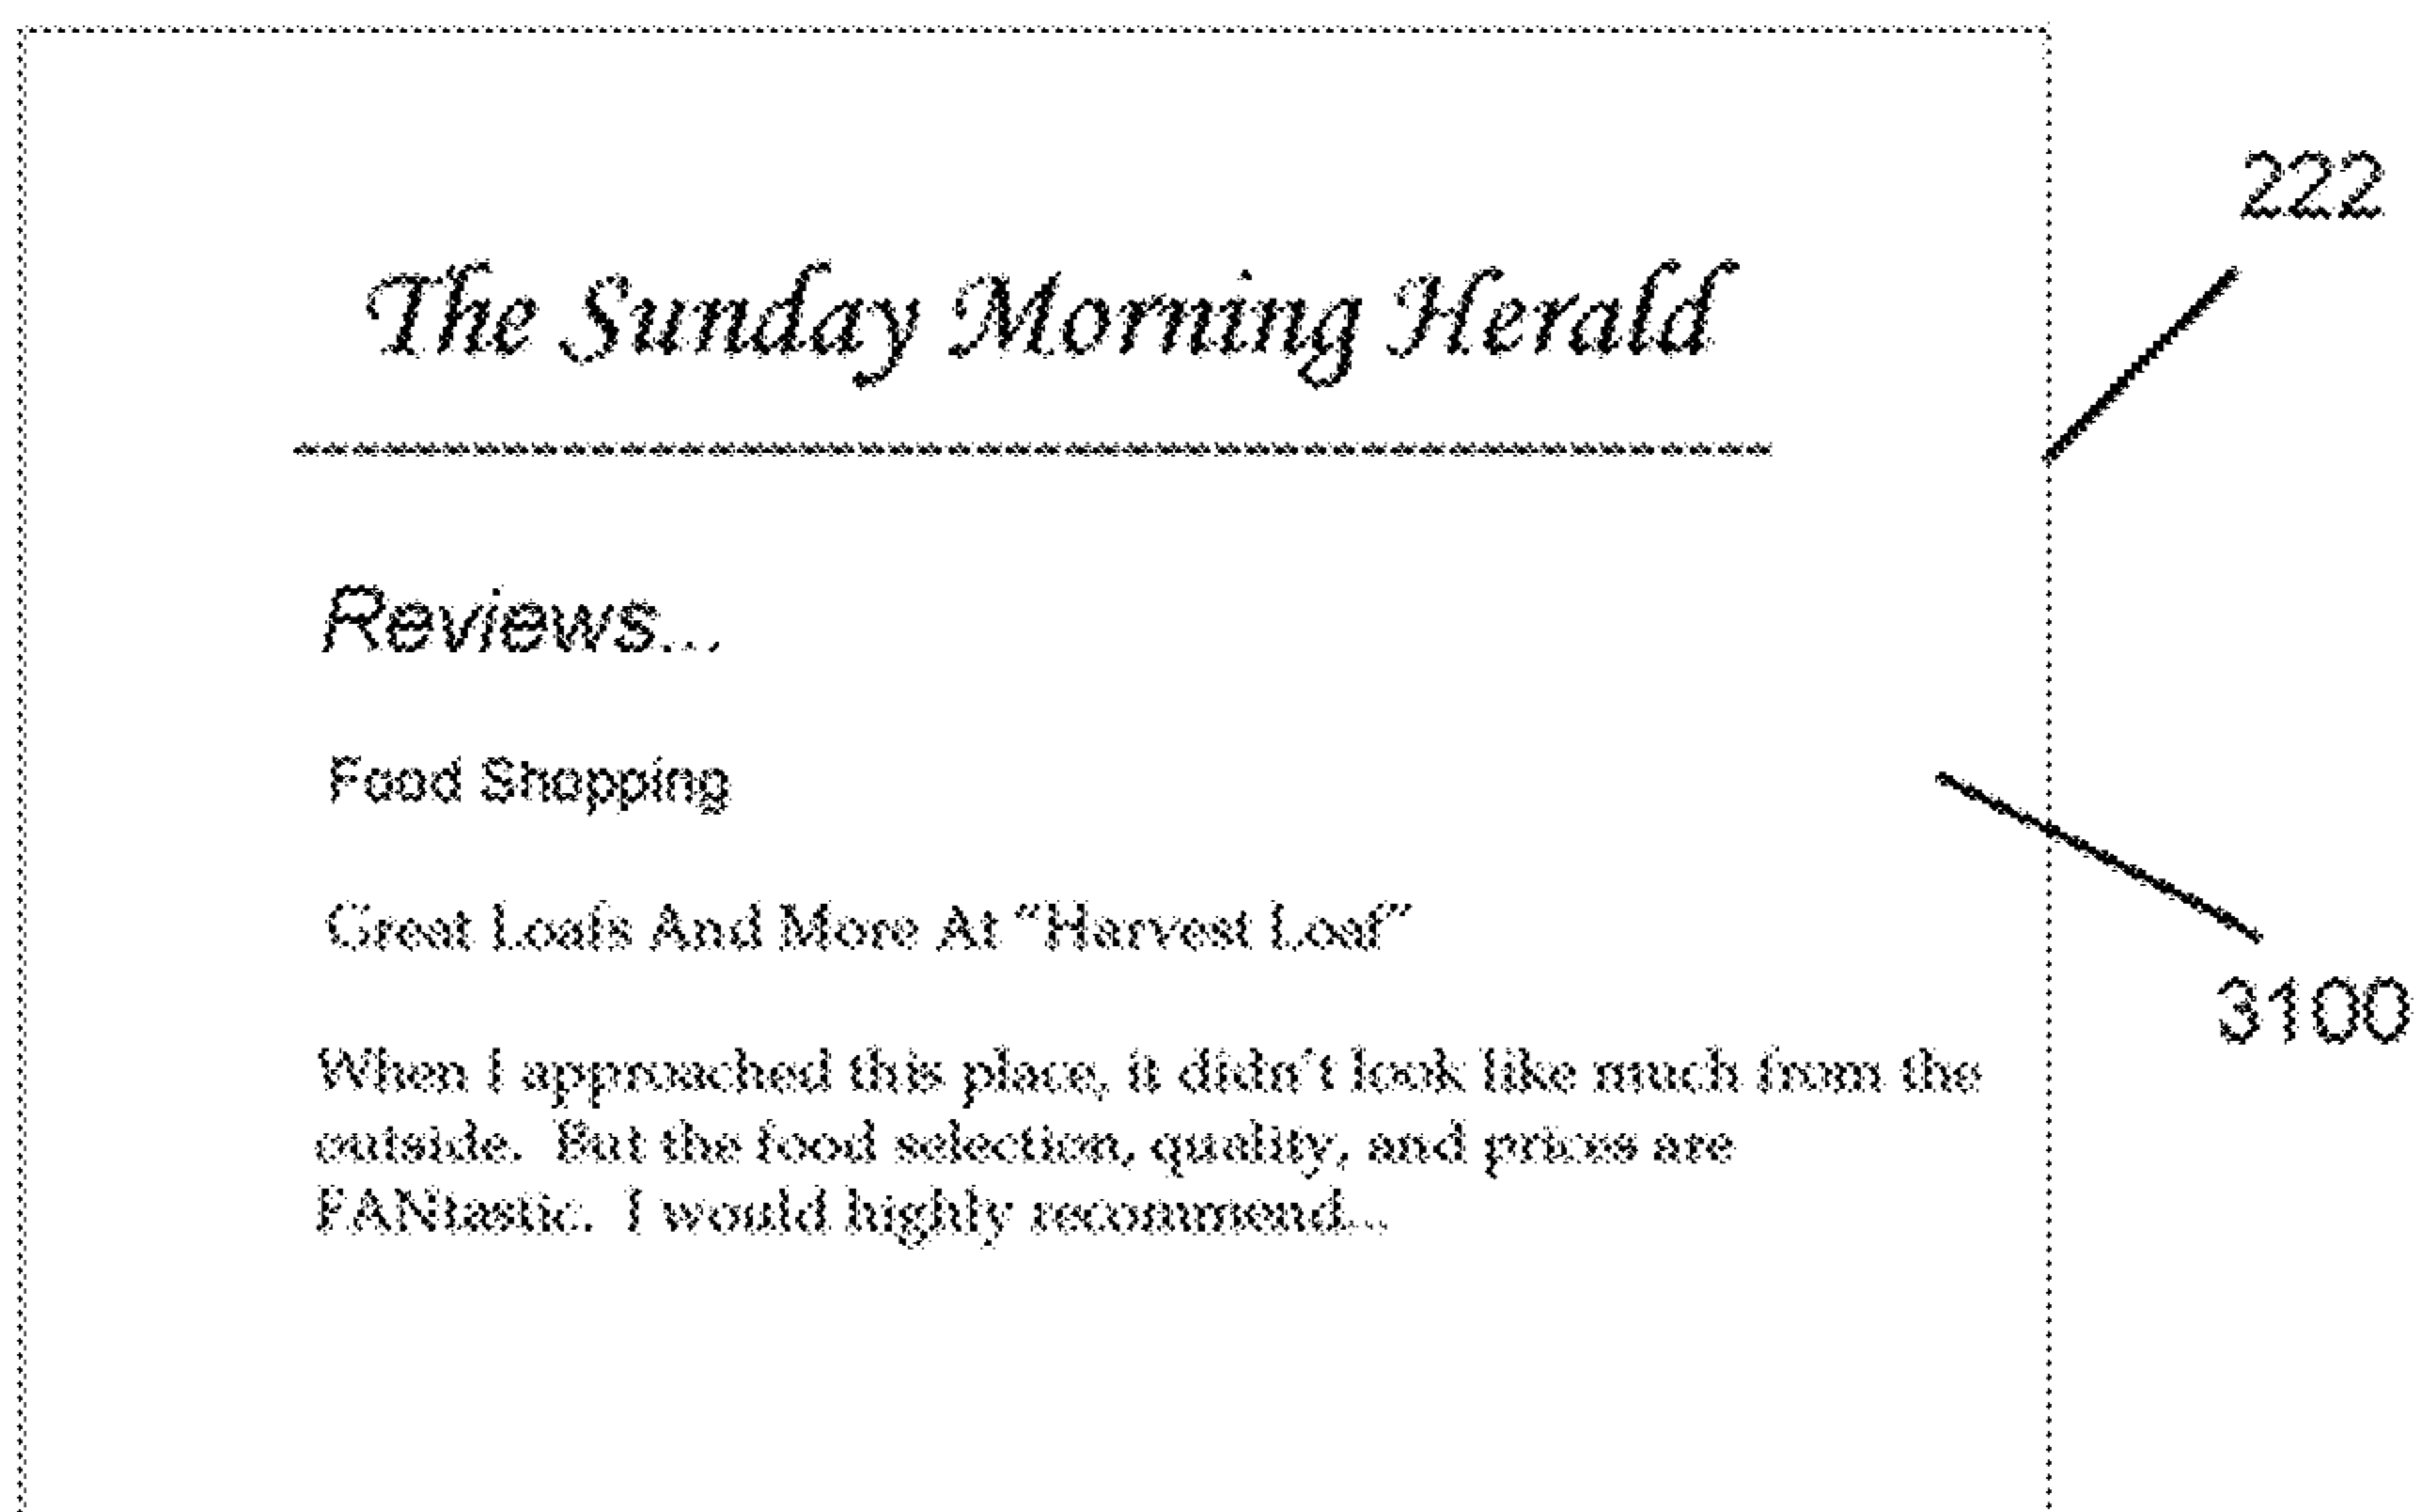 222
The Sunday Morning Herald
Reviews...
Food Shopping
Great Loafs And More At “Harvest Loaf”
3100
When I approached this place, it didn't look like much from the
outside. But the food selection, quality, and prices are
FANtastic. I would highly recommend...